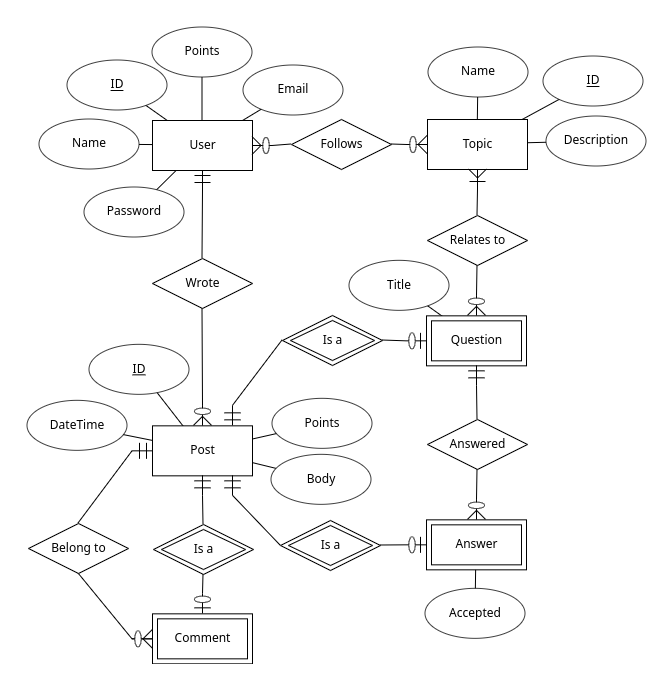 Points
ID
Email
Name
ID
Name
User
Follows
Topic
Description
Password
Relates to
Wrote
Title
Is a
Question
ID
DateTime
Points
Post
Answered
Body
Belong to
Is a
Is a
Answer
Accepted
Comment